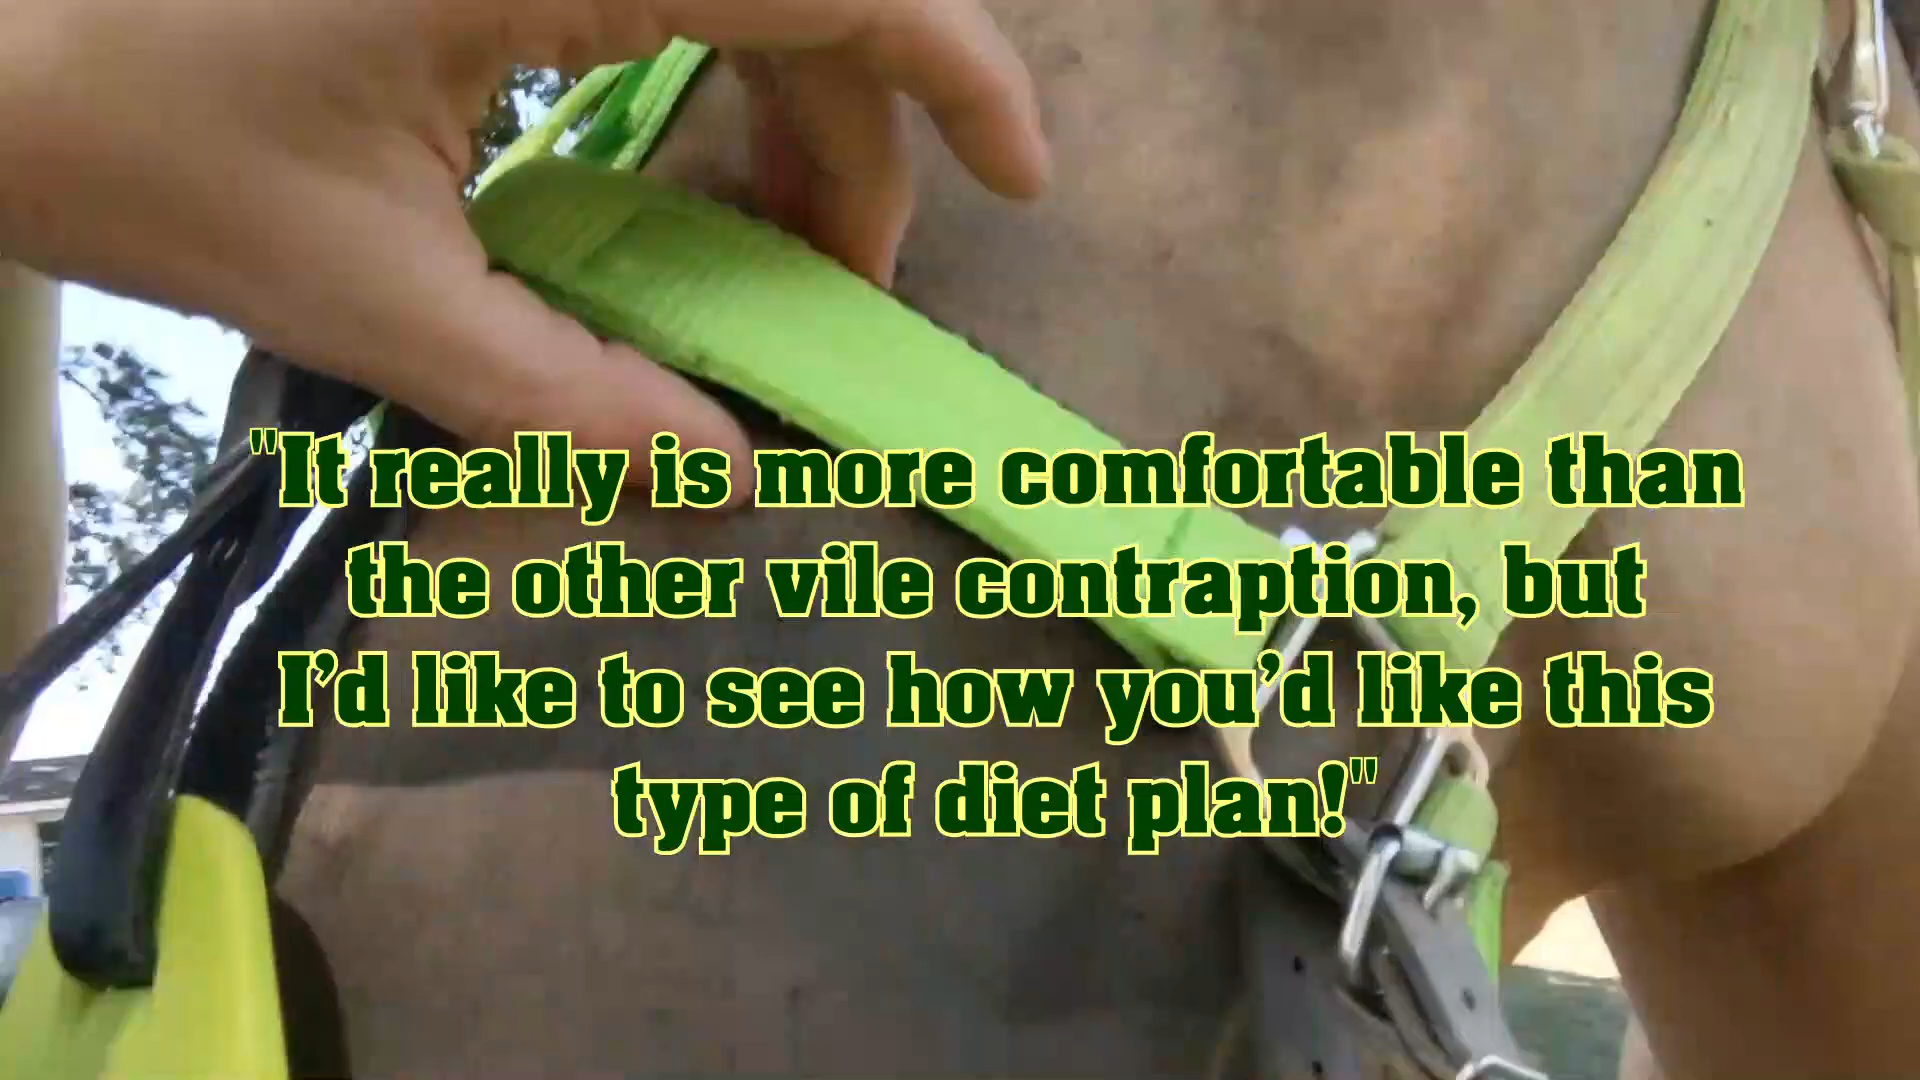 "It really is more comfortable than
the other vile contraption, but
I’d like to see how you’d like this
type of diet plan!"